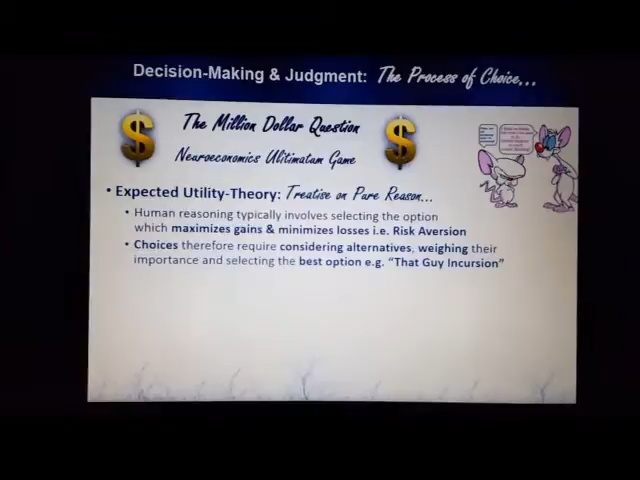 Decision-Making & Judgment: The Process of Choice...
$ The Million Dollar Question $
Neuroeconomics Ulitimatum Game
• Expected Utility-Theory: Treatise on Pure Reason...
• Human reasoning typically involves selecting the option
which maximizes gains & minimizes losses i.e. Risk Aversion
• Choices therefore require considering alternatives, weighing their
importance and selecting the best option e.g. “That Guy Incursion”